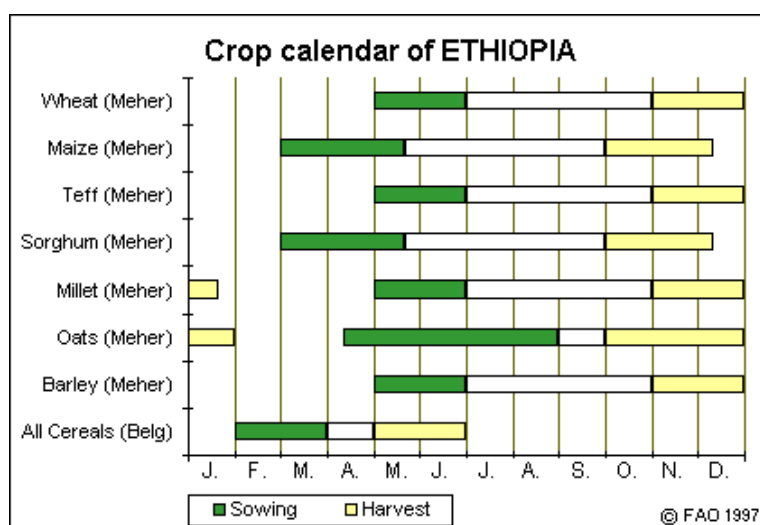 Crop calendar of ETHIOPIA
Wheat (Meher)
Maize (Meher)
Teff (Meher)
Sorghum (Meher)
Millet (Meher)
Oats (Meher)
Barley (Meher)
All Cereals (Belg)
J. F. M. A. M. J. J. A. S. O. N. D.
Sowing Harvest
© FAO 1997